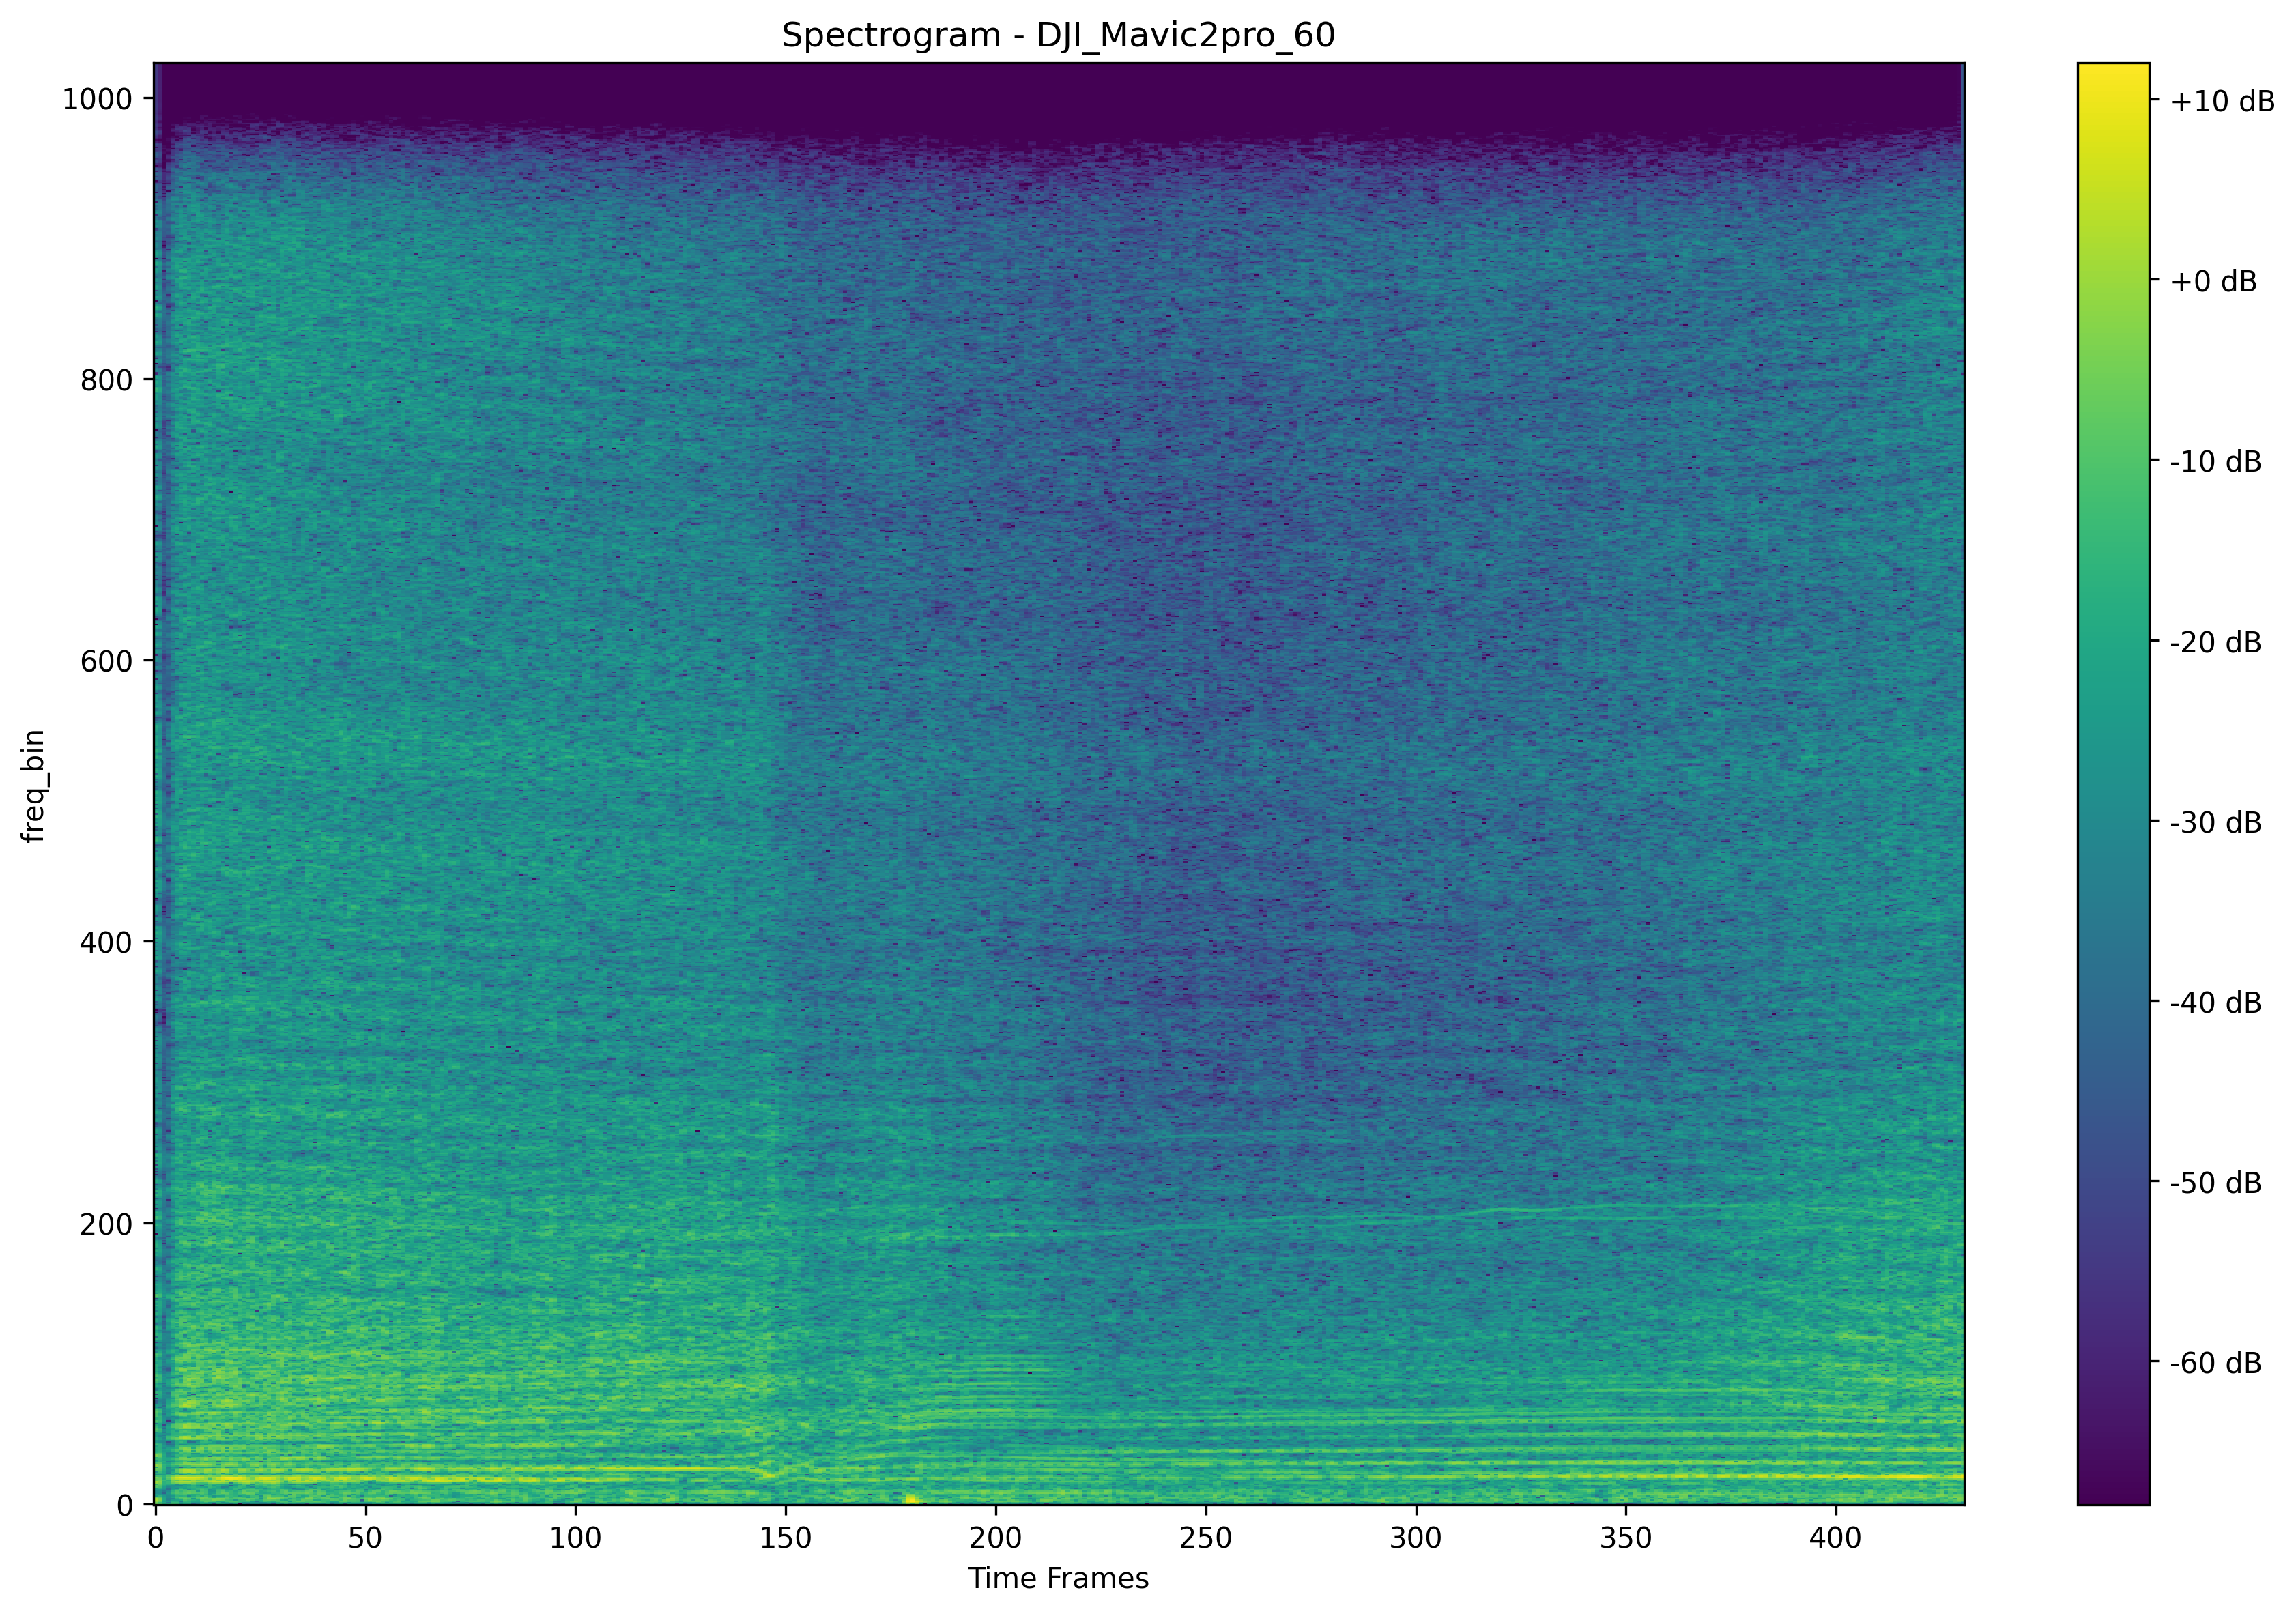 Spectrogram - DJI_Mavic2pro_60
freq_bin
1000
800
600
400
200
0
0 50 100 150 200 250 300 350 400
Time Frames
+10 dB
+0 dB
-10 dB
-20 dB
-30 dB
-40 dB
-50 dB
-60 dB